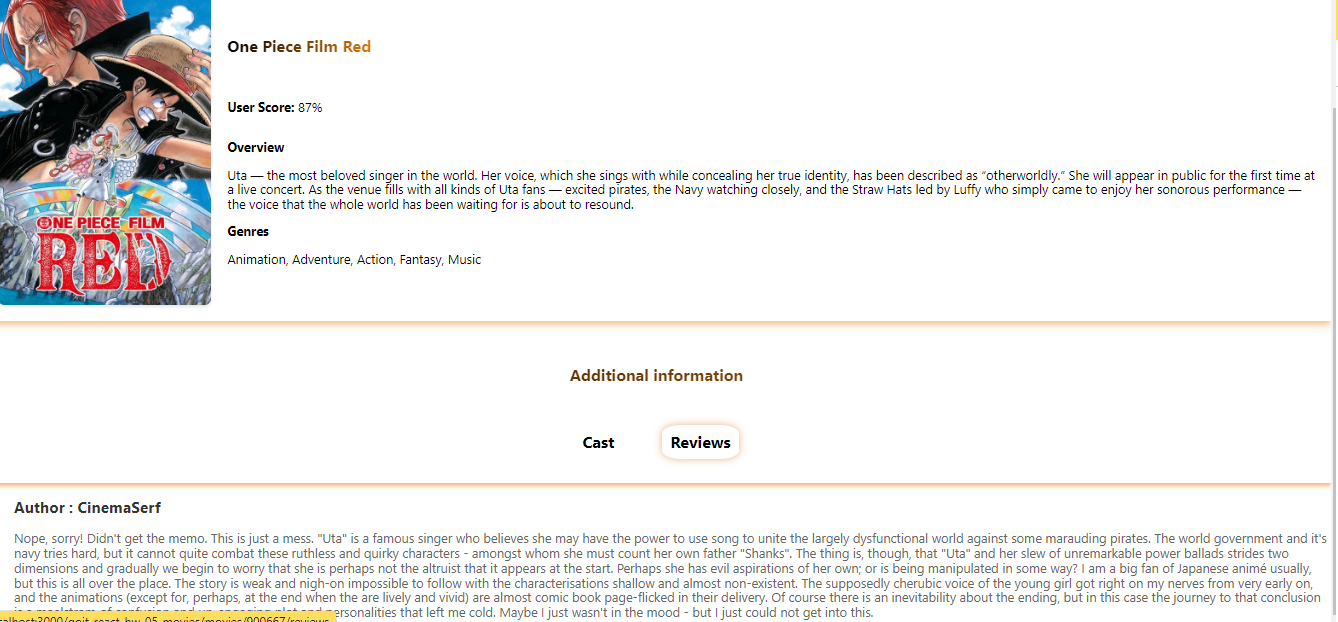 One Piece Film Red
User Score: 87%
Overview
Uta — the most beloved singer in the world. Her voice, which she sings with while concealing her true identity, has been described as “otherworldly.” She will appear in public for the first time at
a live concert. As the venue fills with all kinds of Uta fans — excited pirates, the Navy watching closely, and the Straw Hats led by Luffy who simply came to enjoy her sonorous performance —
the voice that the whole world has been waiting for is about to resound.
Genres
Animation, Adventure, Action, Fantasy, Music
ONE PIECE FILM
RED
Additional information
Cast
Reviews
Author : CinemaSerf
Nope, sorry! Didn't get the memo. This is just a mess. "Uta" is a famous singer who believes she may have the power to use song to unite the largely dysfunctional world against some marauding pirates. The world government and it's
navy tries hard, but it cannot quite combat these ruthless and quirky characters - amongst whom she must count her own father "Shanks". The thing is, though, that "Uta" and her slew of unremarkable power ballads strides two
dimensions and gradually we begin to worry that she is perhaps not the altruist that it appears at the start. Perhaps she has evil aspirations of her own; or is being manipulated in some way? I am a big fan of Japanese animé usually,
but this is all over the place. The story is weak and nigh-on impossible to follow with the characterisations shallow and almost non-existent. The supposedly cherubic voice of the young girl got right on my nerves from very early on,
and the animations (except for, perhaps, at the end when the are lively and vivid) are almost comic book page-flicked in their delivery. Of course there is an inevitability about the ending, but in this case the journey to that conclusion
is a maelstrom of confusion and un-engaging plot and personalities that left me cold. Maybe I just wasn't in the mood - but I just could not get into this.